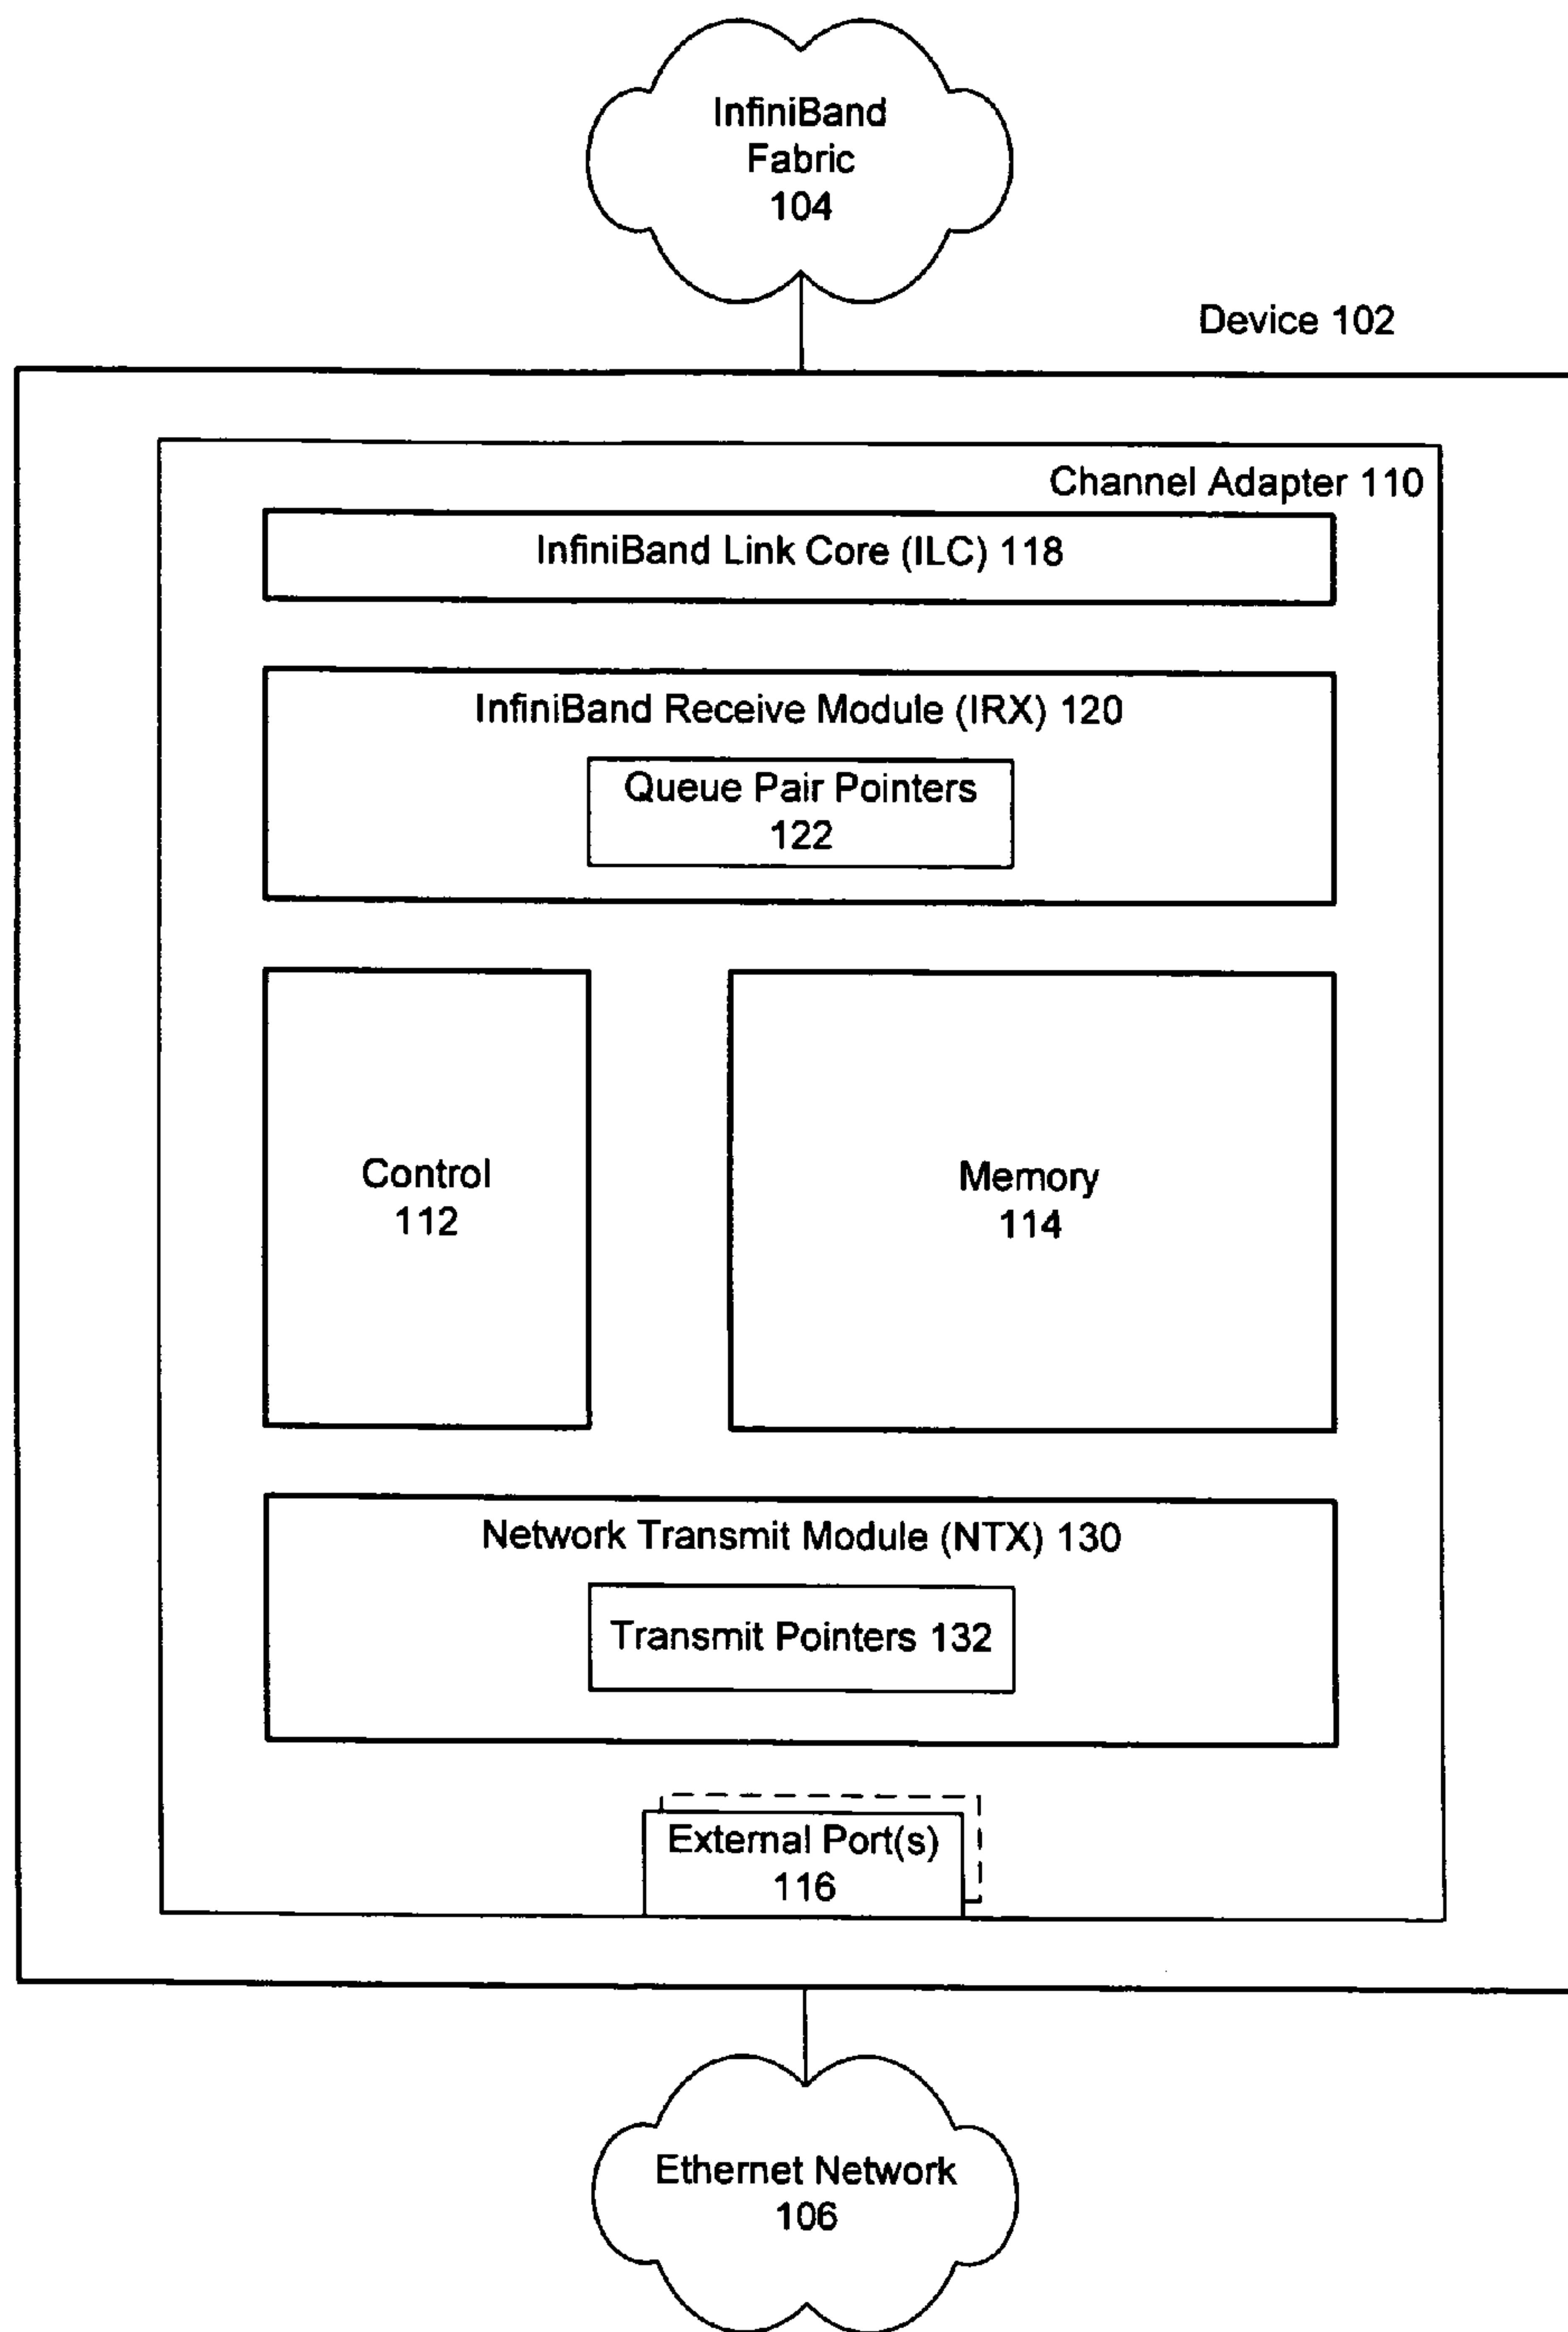 InfiniBand
Fabric
104
Device 102
Channel Adapter 110
InfiniBand Link Core (ILC) 118
InfiniBand Receive Module (IRX) 120
Queue Pair Pointers
122
Control
112
Memory
114
Network Transmit Module (NTX) 130
Transmit Pointers 132
External Port(s)
116
Ethernet Network
106